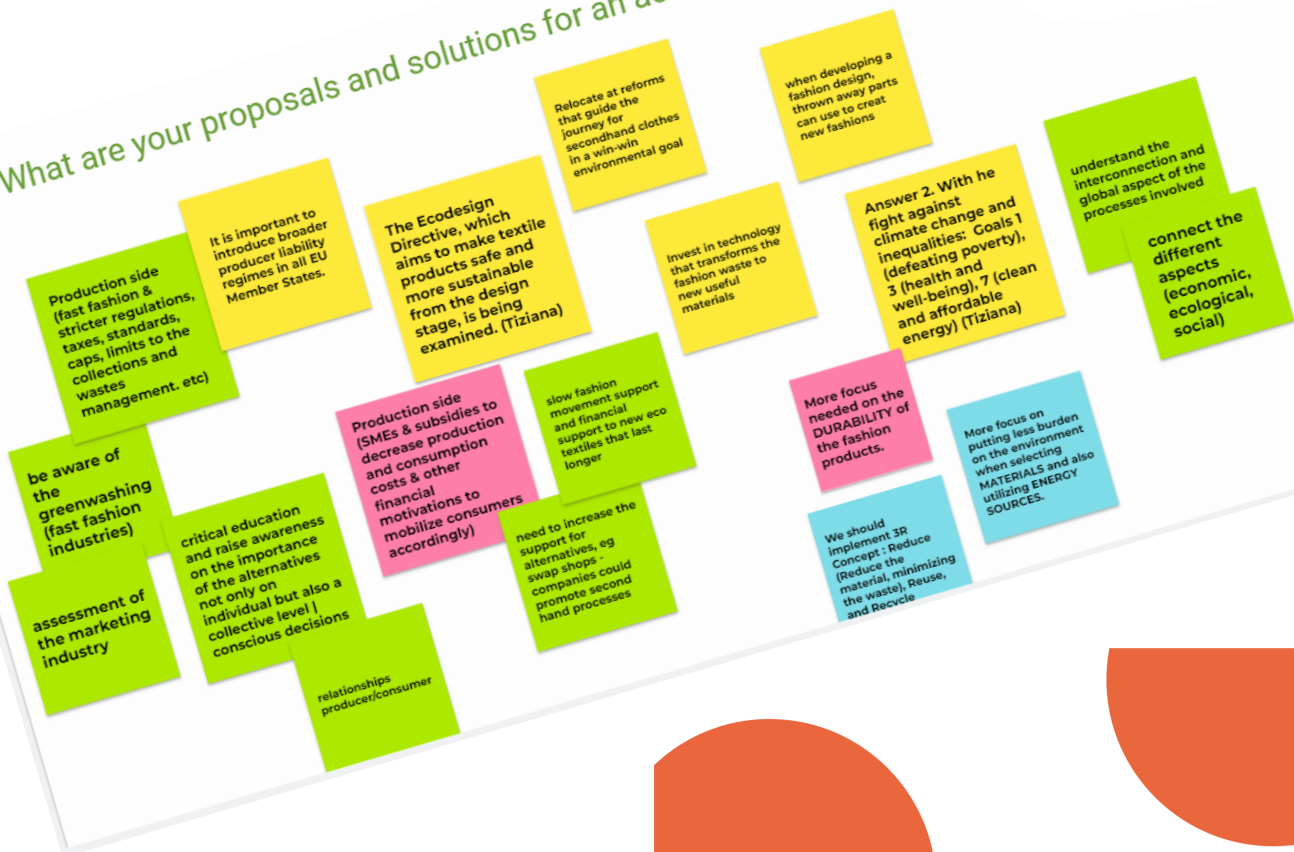 What are your proposals and solutions for an
Relocate at reforms
that guide the
journey for
secondhand clothes
in a win-win
environmental goal
when developing a
fashion design,
thrown away parts
can use to creat
new fashions
understand the
interconnection and
global aspect of the
processes involved
It is important to
introduce broader
producer liability
regimes in all EU
Member States.
The Ecodesign
Directive, which
aims to make textile
products safe and
more sustainable
from the design
stage, is being
examined. (Tiziana)
Invest in technology
that transforms the
fashion waste to
new useful
materials
Answer 2. With he
fight against
climate change and
inequalities: Goals 1
(defeating poverty),
3 (health and
well-being), 7 (clean
and affordable
energy) (Tiziana)
connect the
different
aspects
(economic,
ecological,
social)
Production side
(fast fashion &
stricter regulations,
taxes, standards,
caps, limits to the
collections and
wastes
management. etc)
Production side
(SMEs & subsidies to
decrease production
and consumption
costs & other
financial
motivations to
mobilize consumers
accordingly)
slow fashion
movement support
and financial
support to new eco
textiles that last
longer
More focus
needed on the
DURABILITY of
the fashion
products.
More focus on
putting less burden
on the environment
when selecting
MATERIALS and also
utilizing ENERGY
SOURCES.
be aware of
the
greenwashing
(fast fashion
industries)
critical education
and raise awareness
on the importance
of the alternatives
not only on
individual but also a
collective level |
conscious decisions
need to increase the
support for
alternatives, eg
swap shops -
companies could
promote second
hand processes
We should
implement 3R
Concept : Reduce
(Reduce the
material, minimizing
the waste), Reuse,
and Recycle
assessment of
the marketing
industry
relationships
producer/consumer